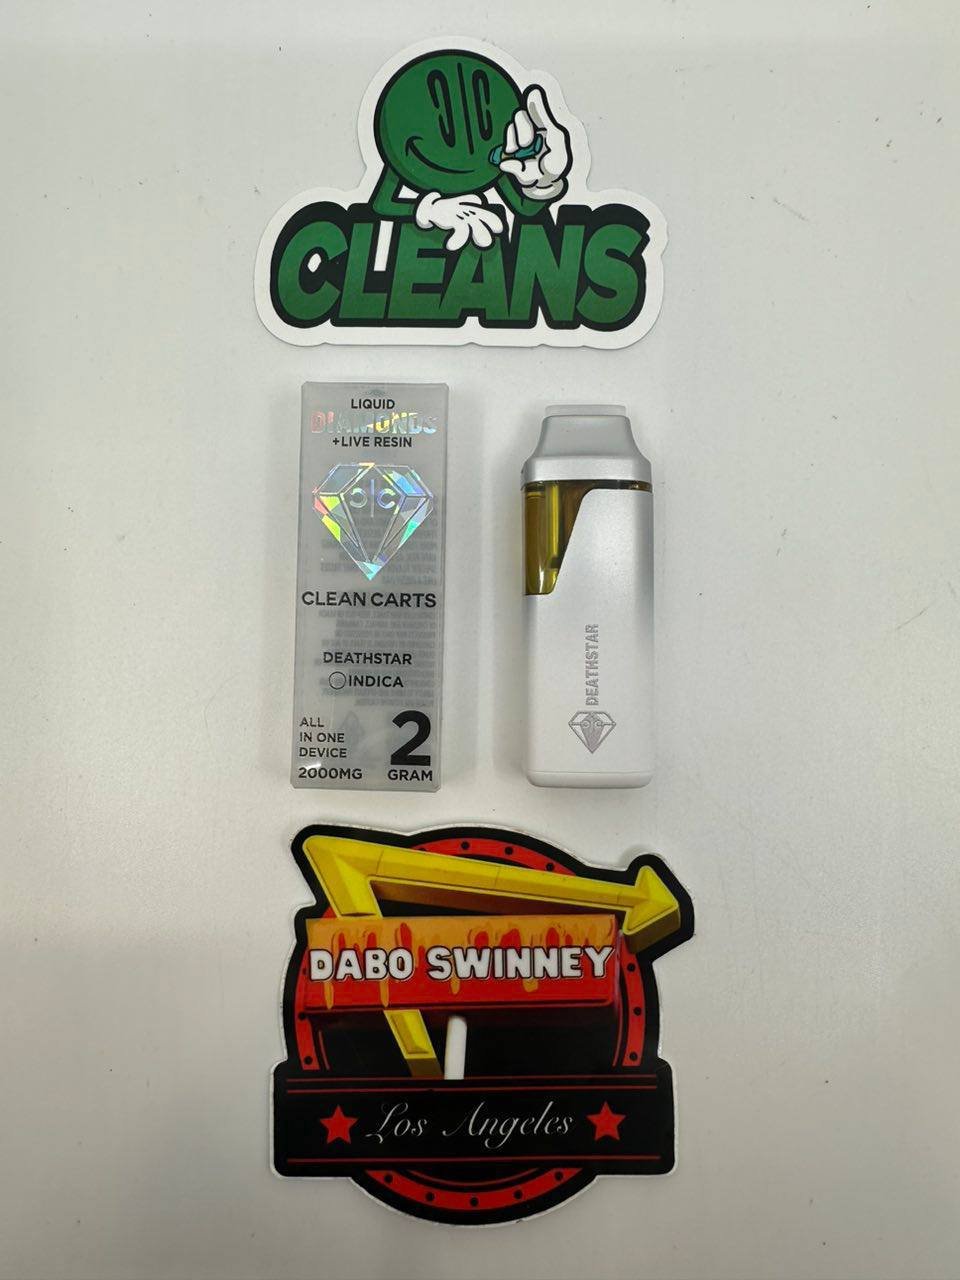 CLEANS
LIQUID
DIAMONDS
+LIVE RESIN
CLEAN CARTS
DEATHSTAR
INDICA
ALL
IN ONE
DEVICE
2000MG
2
GRAM
DEATHSTAR
DABO SWINNEY
Los Angeles